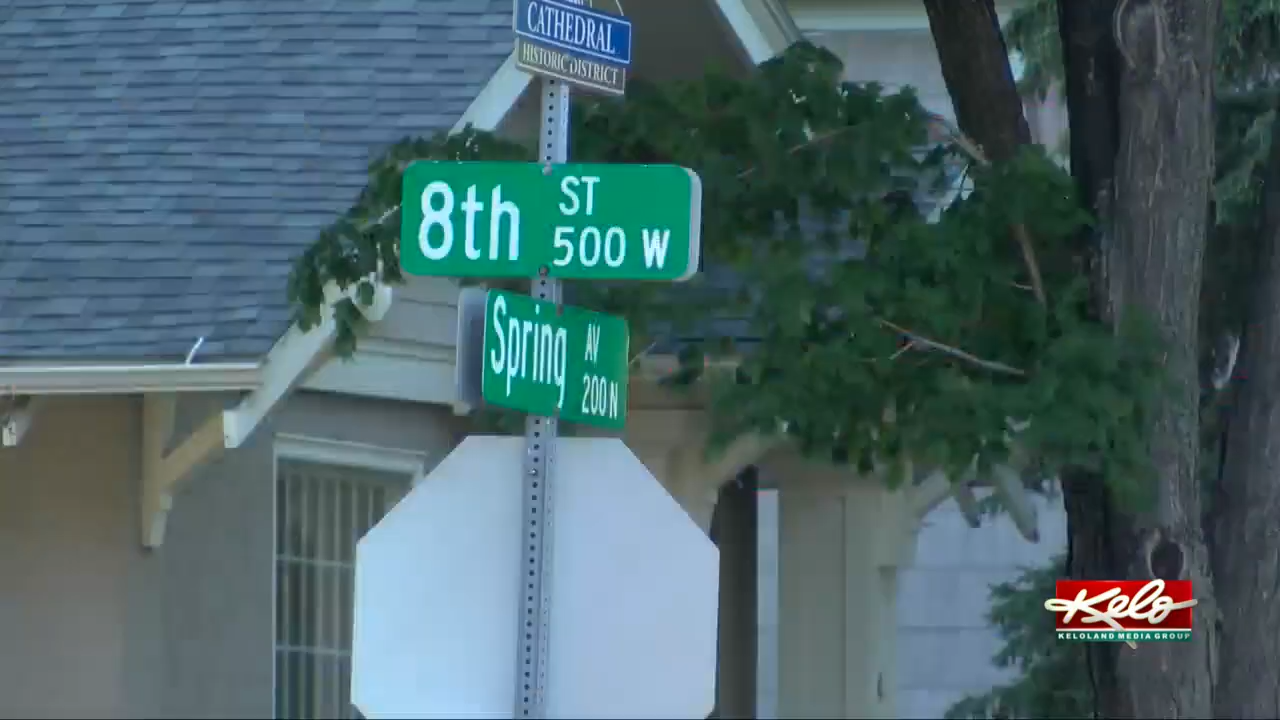 CATHEDRAL
HISTORIC DISTRICT
8th ST
500 W
Spring AV
200 N
Kelo
KELOLAND MEDIA GROUP